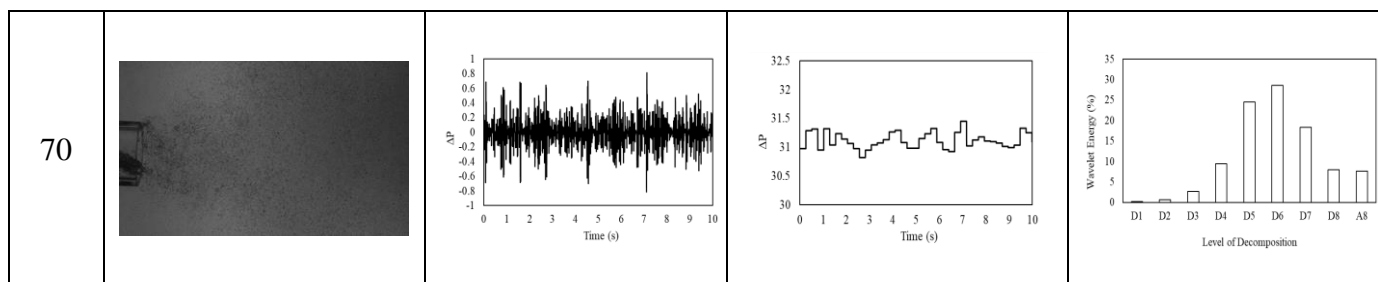 70
1
0.8
0.6
0.4
0.2
0
-0.2
-0.4
-0.6
-0.8
-1
ΔP
0 1 2 3 4 5 6 7 8 9 10
Time (s)
32.5
32
31.5
31
30.5
30
ΔP
0 1 2 3 4 5 6 7 8 9 10
Time (s)
35
30
25
20
15
10
5
0
Wavelet Energy (%)
D1 D2 D3 D4 D5 D6 D7 D8 A8
Level of Decomposition